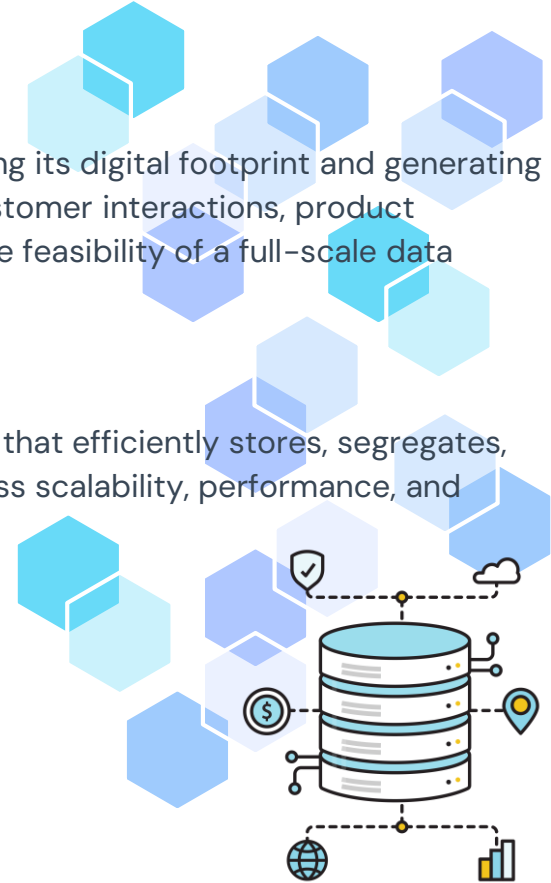 ng its digital footprint and generating
stomer interactions, product
e feasibility of a full-scale data
that efficiently stores, segregates,
ss scalability, performance, and
$